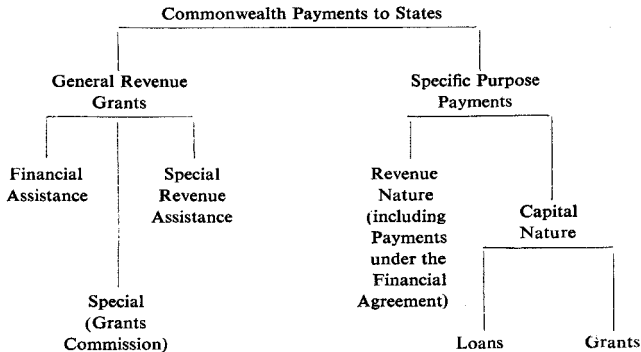 Commonwealth Payments to States
General Revenue
Grants
Specific Purpose
Payments
Financial
Assistance
Special
Revenue
Assistance
Special
(Grants
Commission)
Revenue
Nature
(including
Payments
under the
Financial
Agreement)
Capital
Nature
Loans
Grants